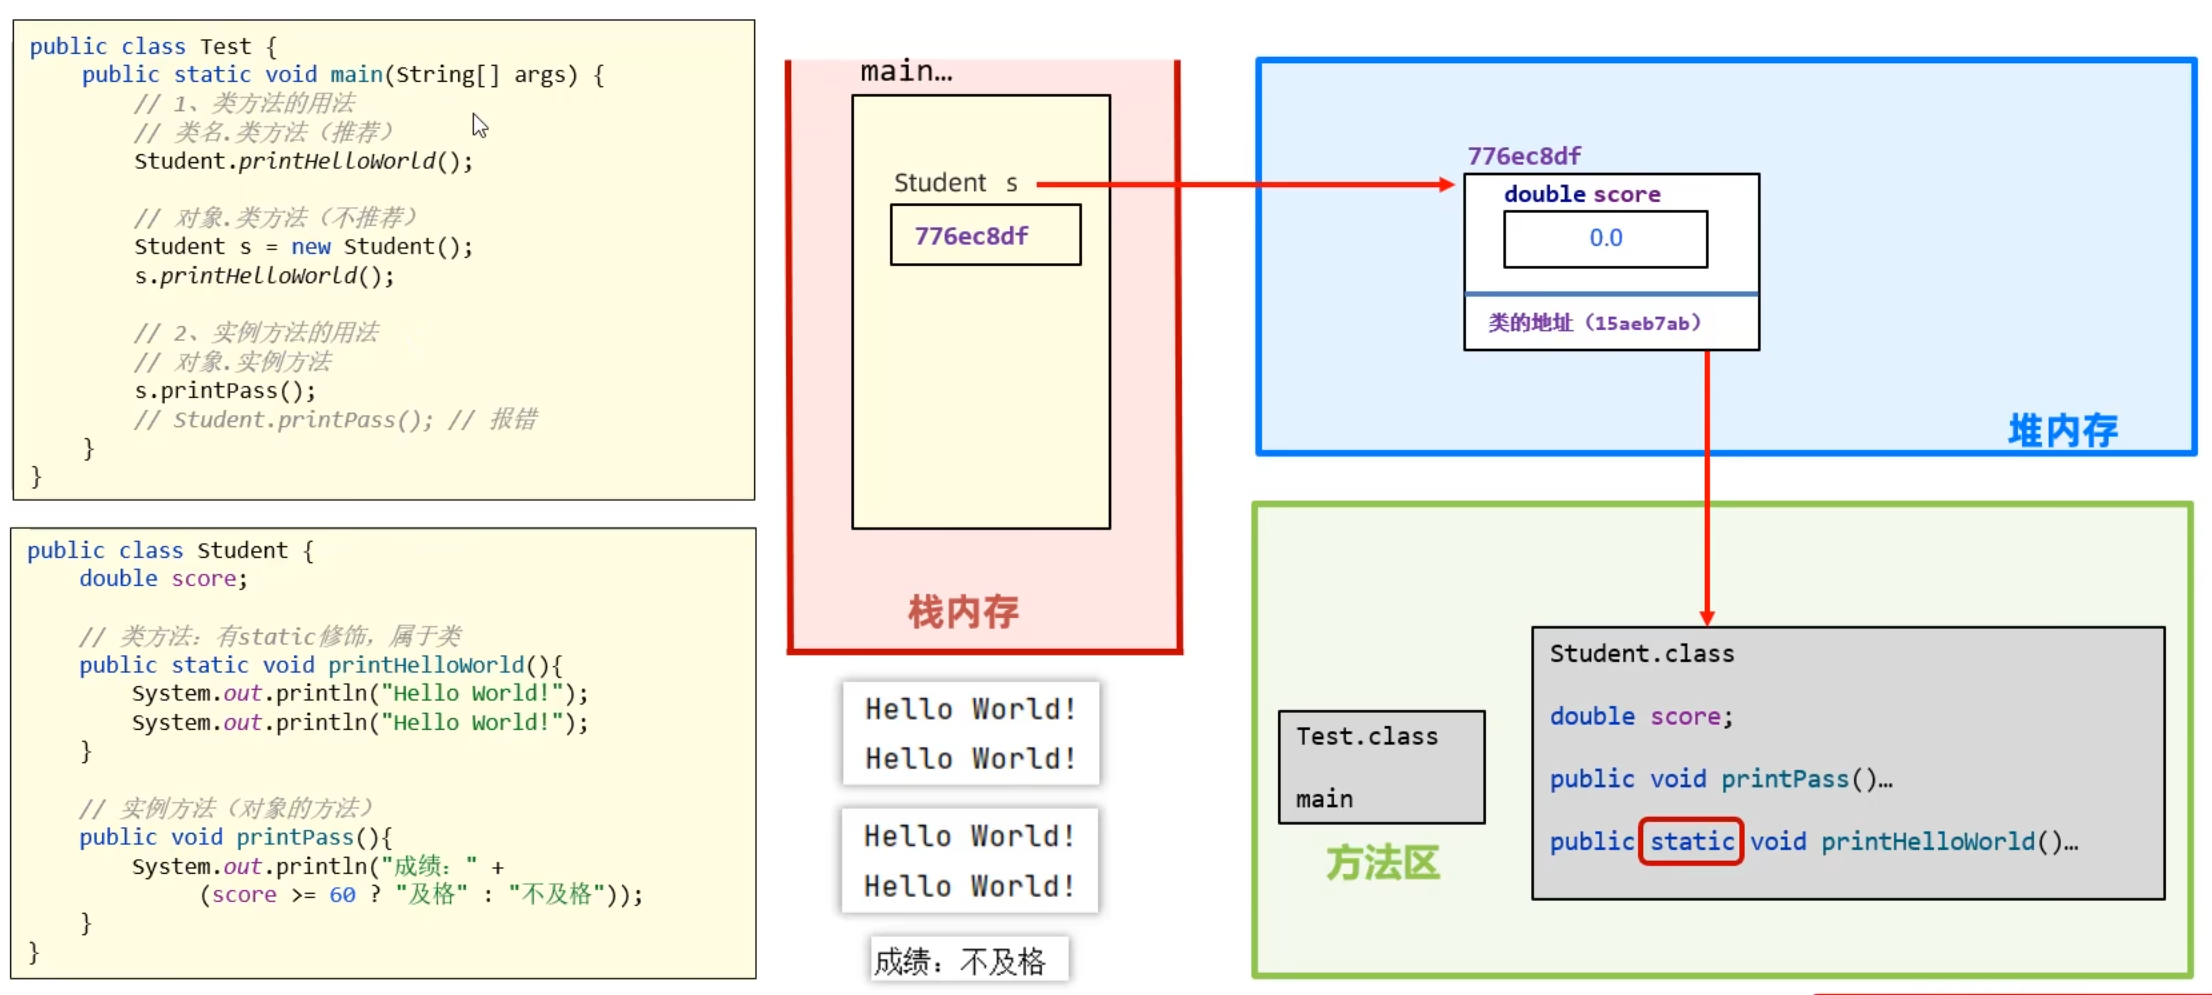 public class Test {
public static void main(String[] args) {
// 1、类方法的用法
// 类名.类方法（推荐）
Student.printHelloWorld();
// 对象.类方法（不推荐）
Student s = new Student();
s.printHelloWorld();
// 2、实例方法的用法
// 对象.实例方法
s.printPass();
// Student.printPass(); // 报错
}
}
public class Student {
double score;
// 类方法：有static修饰，属于类
public static void printHelloWorld(){
System.out.println("Hello World!");
System.out.println("Hello World!");
}
// 实例方法（对象的方法）
public void printPass(){
System.out.println("成绩：" +
(score >= 60 ? "及格" : "不及格"));
}
}
main…
Student s
776ec8df
栈内存
Hello World!
Hello World!
Hello World!
Hello World!
成绩：不及格
776ec8df
double score
0.0
类的地址（15aeb7ab）
堆内存
Test.class
main
方法区
Student.class
double score;
public void printPass()…
public static void printHelloWorld()…